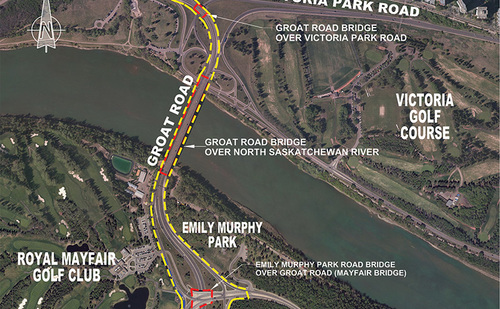 VICTORIA PARK ROAD
GROAT ROAD BRIDGE
OVER VICTORIA PARK ROAD
GROAT ROAD
VICTORIA
GOLF
COURSE
GROAT ROAD BRIDGE
OVER NORTH SASKATCHEWAN RIVER
EMILY MURPHY
PARK
ROYAL MAYFAIR
GOLF CLUB
EMILY MURPHY PARK ROAD BRIDGE
OVER GROAT ROAD (MAYFAIR BRIDGE)